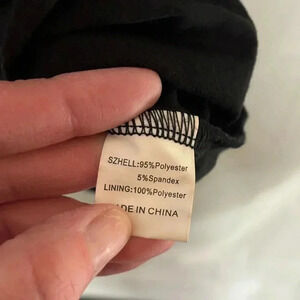 SZHELL:95%Polyester
5%Spandex
LINING:100%Polyester
MADE IN CHINA